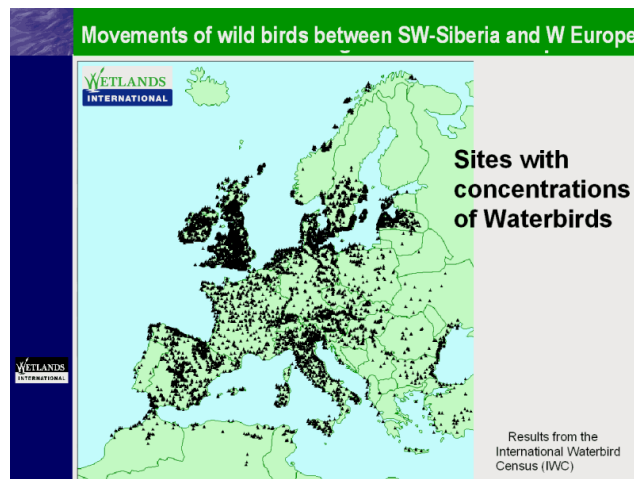 Movements of wild birds between SW-Siberia and W Europe
WETLANDS
INTERNATIONAL
Sites with
concentrations
of Waterbirds
WETLANDS
INTERNATIONAL
Results from the
International Waterbird
Census (IWC)